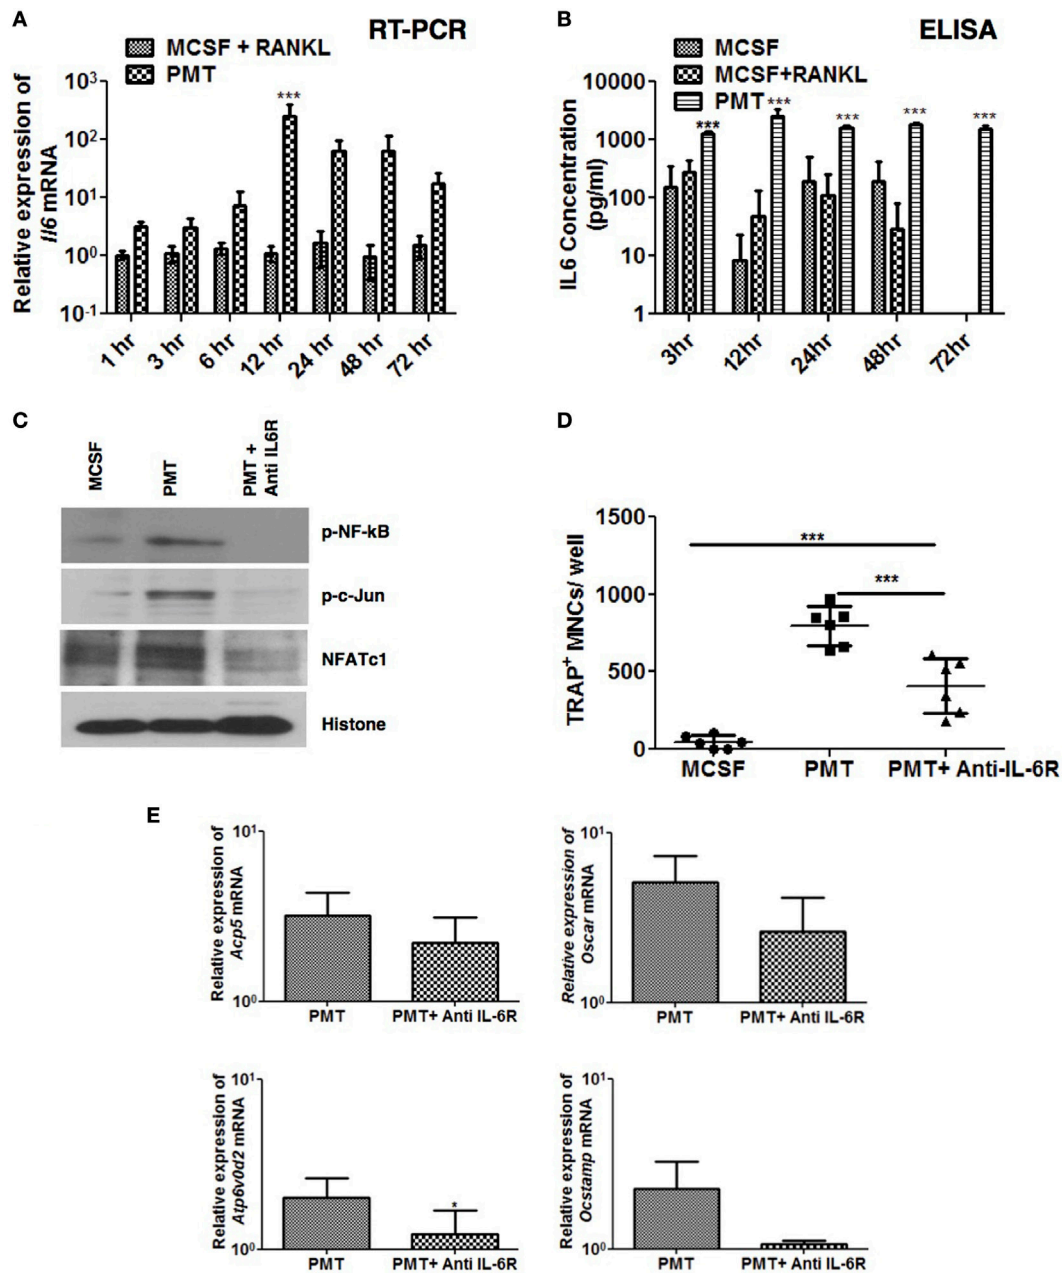 A
RT-PCR
MCSF + RANKL
PMT
Relative expression of
Il6 mRNA
10³
10²
10¹
10⁰
10⁻¹
***
1 hr
3 hr
6 hr
12 hr
24 hr
48 hr
72 hr
B
ELISA
MCSF
MCSF+RANKL
PMT
IL6 Concentration
(pg/ml)
10000
1000
100
10
1
***
***
***
***
***
3hr
12hr
24hr
48hr
72hr
C
MCSF
PMT
PMT +
Anti IL6R
p-NF-kB
p-c-Jun
NFATc1
Histone
D
TRAP⁺ MNCs/ well
1500
1000
500
0
***
***
MCSF
PMT
PMT+ Anti-IL-6R
E
Relative expression of
Acp5 mRNA
10¹
10⁰
PMT
PMT+ Anti IL-6R
Relative expression of
Oscar mRNA
10¹
10⁰
PMT
PMT+ Anti IL-6R
Relative expression of
Atp6v0d2 mRNA
10¹
10⁰
*
PMT
PMT+ Anti IL-6R
Relative expression of
Ocstamp mRNA
10¹
10⁰
PMT
PMT+ Anti IL-6R